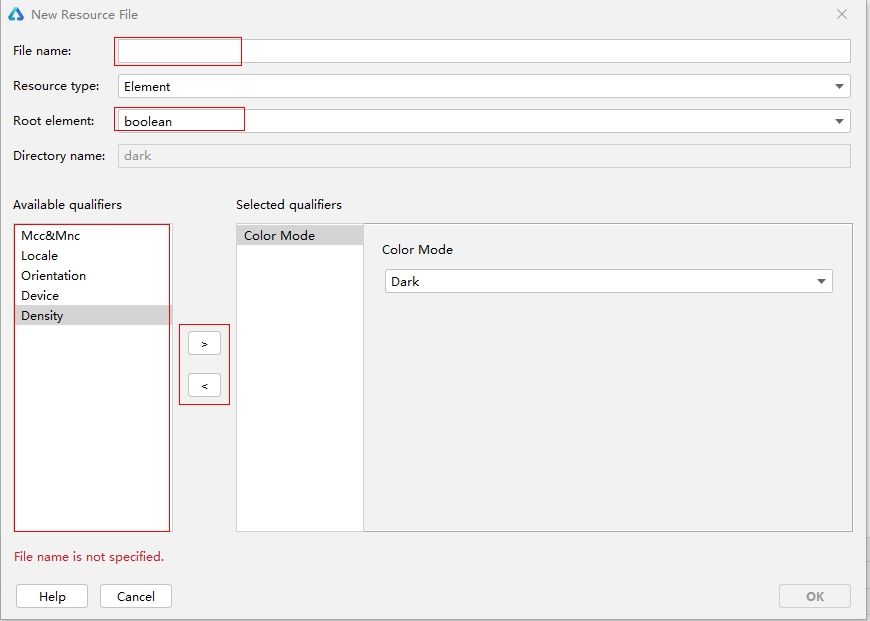 New Resource File
File name:
Resource type: Element
Root element: boolean
Directory name: dark
Available qualifiers
Selected qualifiers
Mcc&Mnc
Locale
Orientation
Device
Density
>
<
Color Mode
Color Mode
Dark
File name is not specified.
Help
Cancel
OK